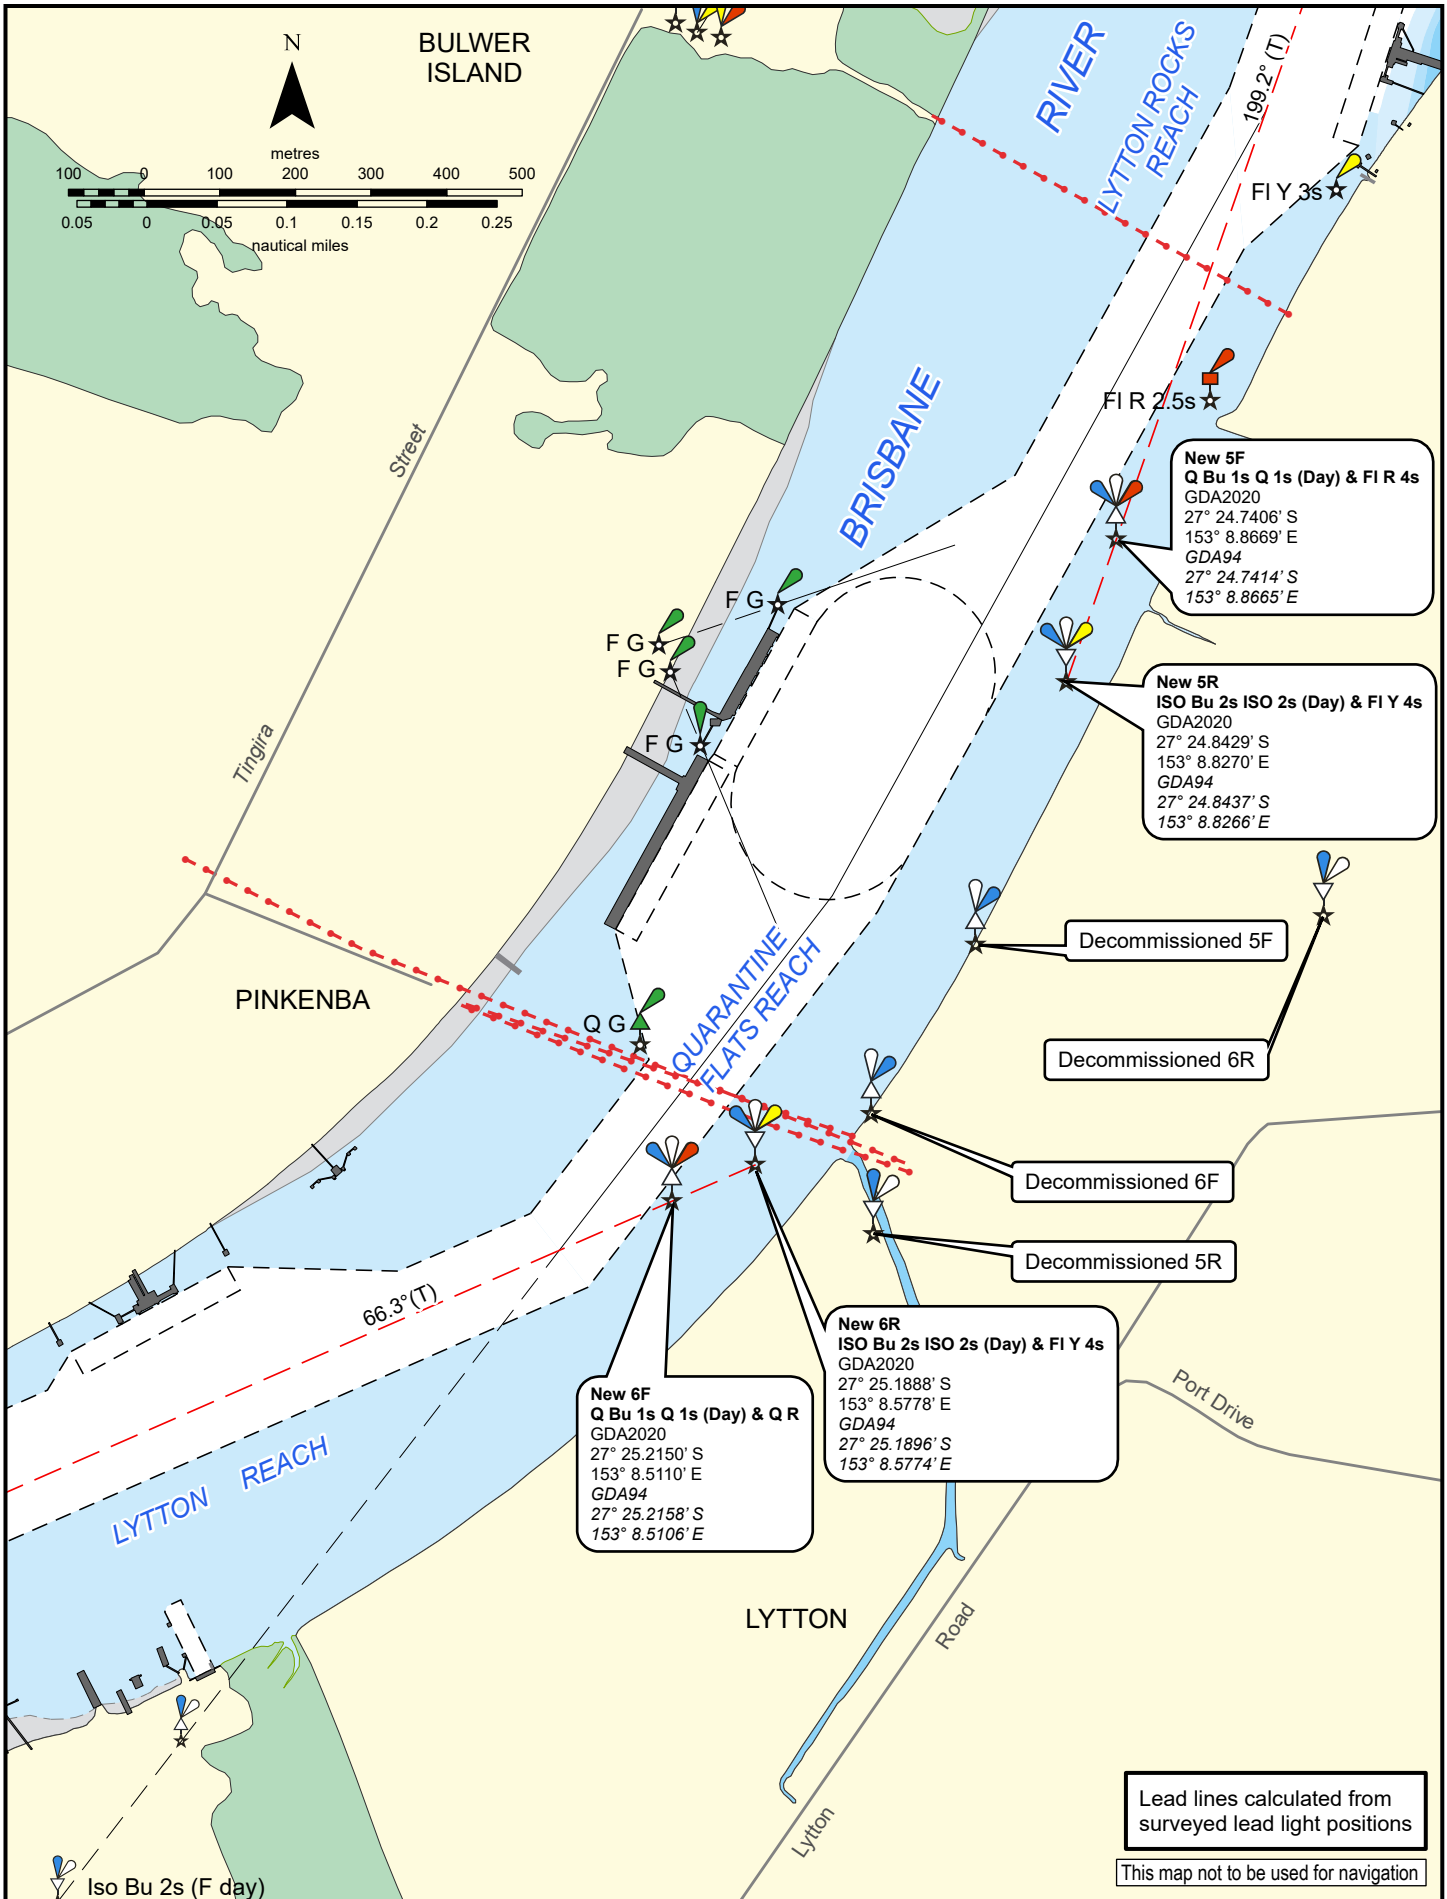 BULWER
ISLAND
N
metres
100 0 100 200 300 400 500
0.05 0 0.05 0.1 0.15 0.2 0.25
nautical miles
RIVER
LYTTON ROCKS
REACH
199.2° (T)
Fl Y 3s
Fl R 2.5s
Street
BRISBANE
New 5F
Q Bu 1s Q 1s (Day) & Fl R 4s
GDA2020
27° 24.7406’ S
153° 8.8669’ E
GDA94
27° 24.7414’ S
153° 8.8665’ E
F G
F G
F G
F G
New 5R
ISO Bu 2s ISO 2s (Day) & Fl Y 4s
GDA2020
27° 24.8429’ S
153° 8.8270’ E
GDA94
27° 24.8437’ S
153° 8.8266’ E
Tingira
Decommissioned 5F
PINKENBA
Q G
QUARANTINE
FLATS REACH
Decommissioned 6R
Decommissioned 6F
Decommissioned 5R
66.3°(T)
New 6R
ISO Bu 2s ISO 2s (Day) & Fl Y 4s
GDA2020
27° 25.1888’ S
153° 8.5778’ E
GDA94
27° 25.1896’ S
153° 8.5774’ E
New 6F
Q Bu 1s Q 1s (Day) & Q R
GDA2020
27° 25.2150’ S
153° 8.5110’ E
GDA94
27° 25.2158’ S
153° 8.5106’ E
Port Drive
LYTTON REACH
LYTTON
Road
Lytton
Lead lines calculated from
surveyed lead light positions
This map not to be used for navigation
Iso Bu 2s (F day)